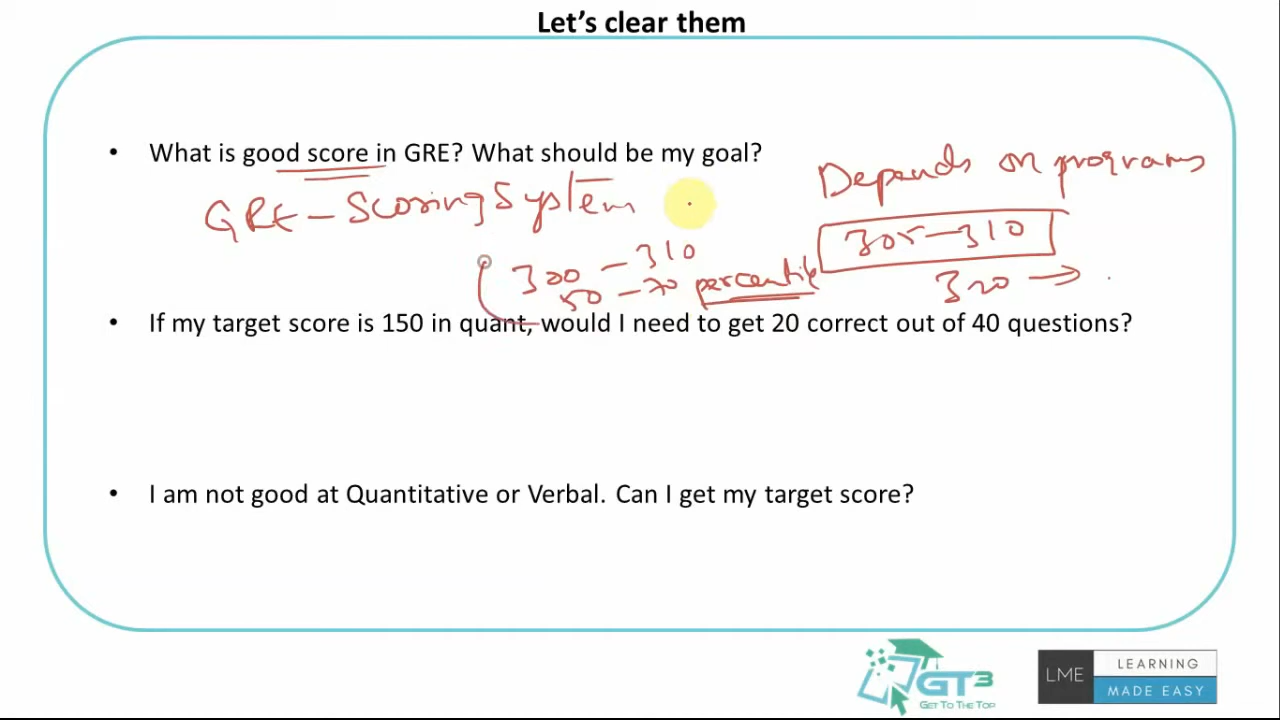 Let's clear them
• What is good score in GRE? What should be my goal?
Depends on programs
GRE - Scoring System
305-310
300 - 310
50 - 70 percentile
320 →
• If my target score is 150 in quant, would I need to get 20 correct out of 40 questions?
• I am not good at Quantitative or Verbal. Can I get my target score?
GT3
GET TO THE TOP
LME
LEARNING
MADE EASY